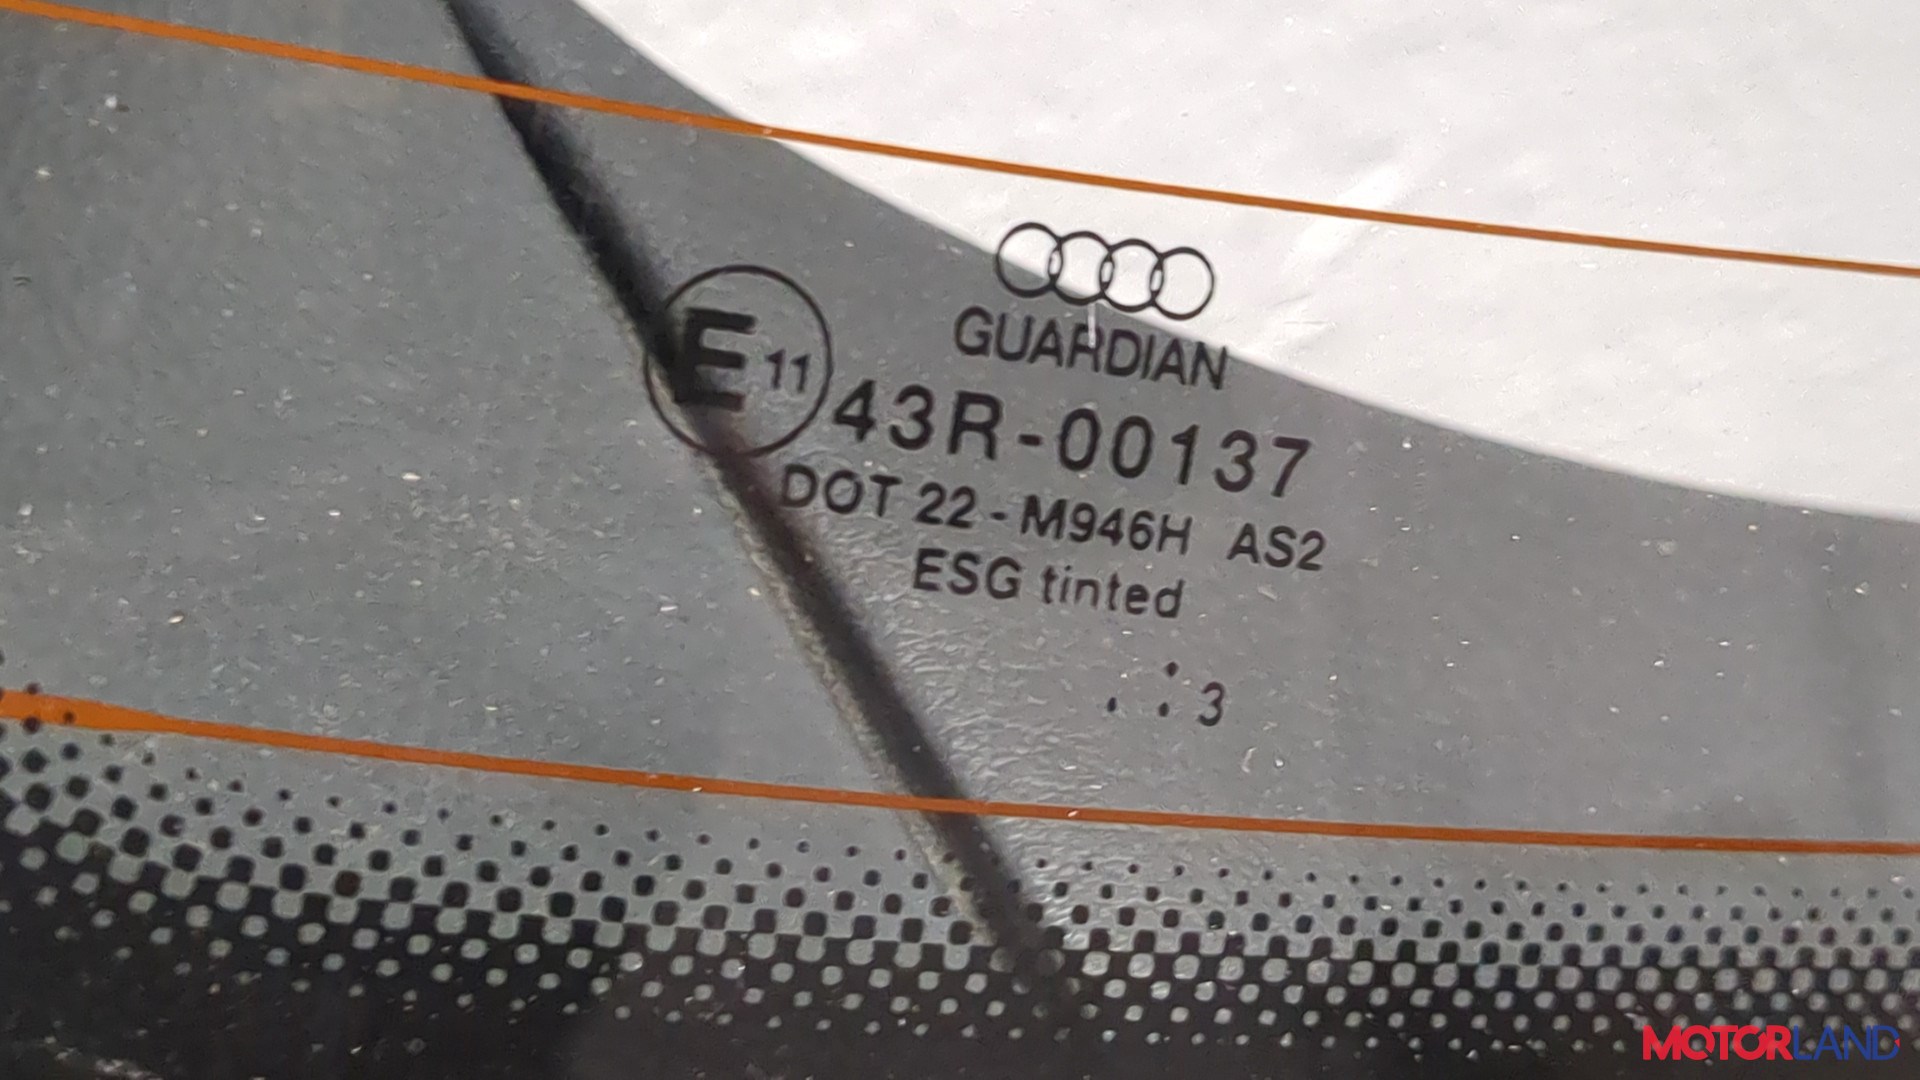 GUARDIAN
E 11
43R-00137
DOT 22 - M946H AS2
ESG tinted
. : 3
MOTORLAND